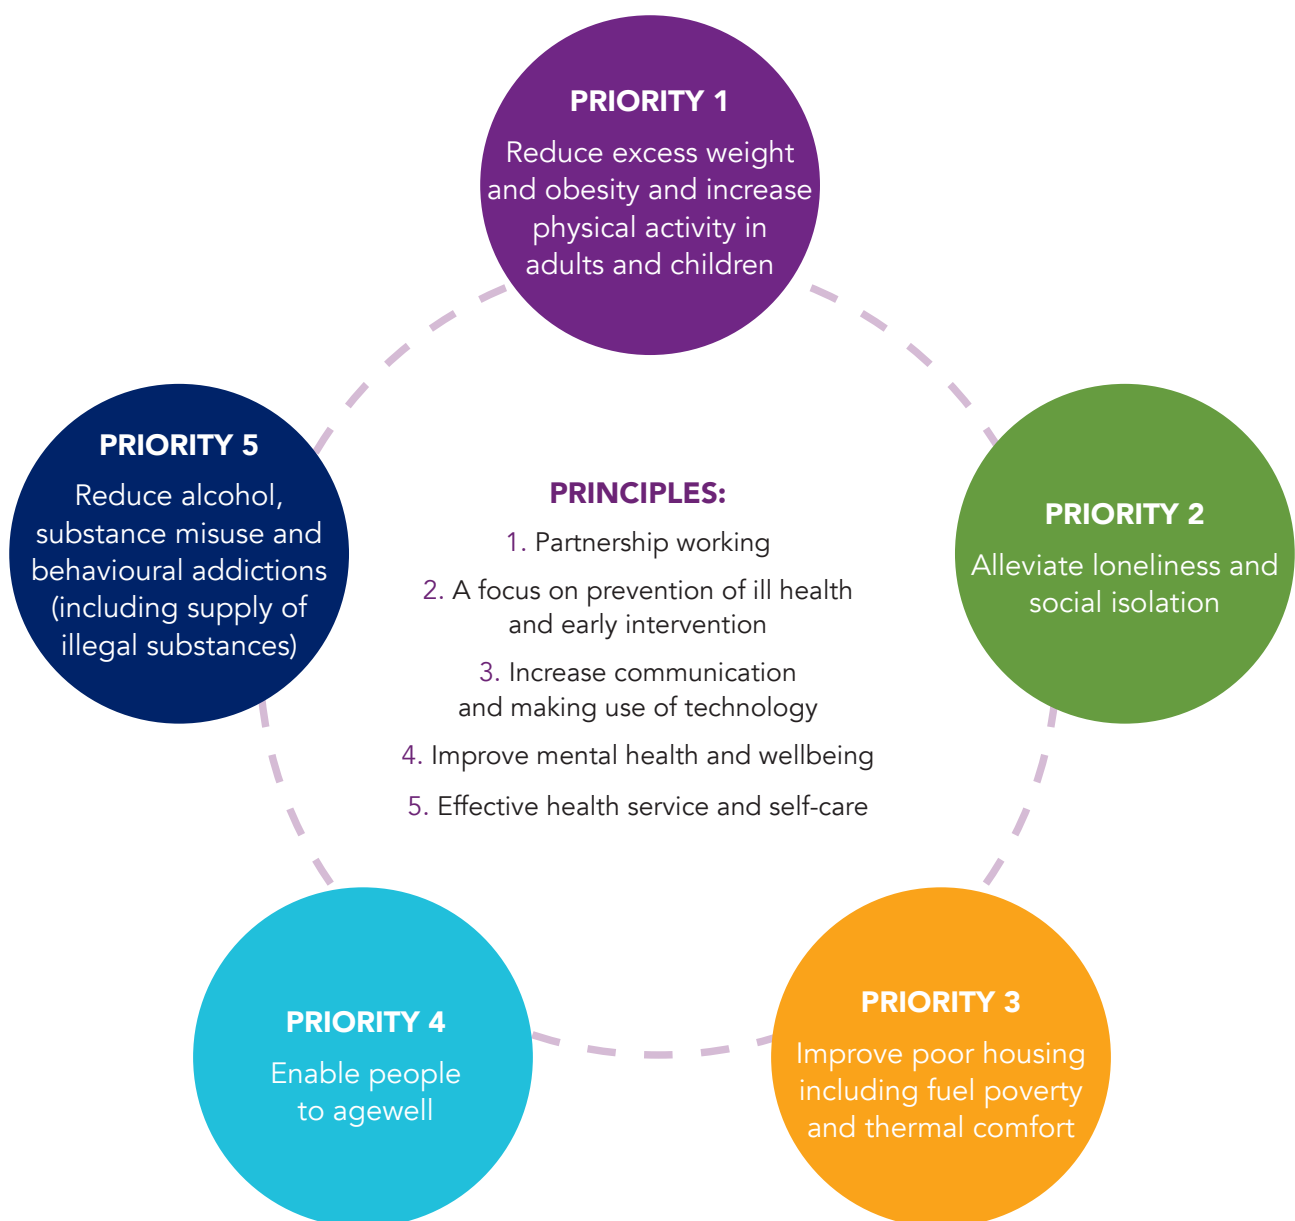 PRIORITY 1
Reduce excess weight
and obesity and increase
physical activity in
adults and children
PRIORITY 2
Alleviate loneliness and
social isolation
PRIORITY 3
Improve poor housing
including fuel poverty
and thermal comfort
PRIORITY 4
Enable people
to agewell
PRIORITY 5
Reduce alcohol,
substance misuse and
behavioural addictions
(including supply of
illegal substances)
PRINCIPLES:
1. Partnership working
2. A focus on prevention of ill health
and early intervention
3. Increase communication
and making use of technology
4. Improve mental health and wellbeing
5. Effective health service and self-care